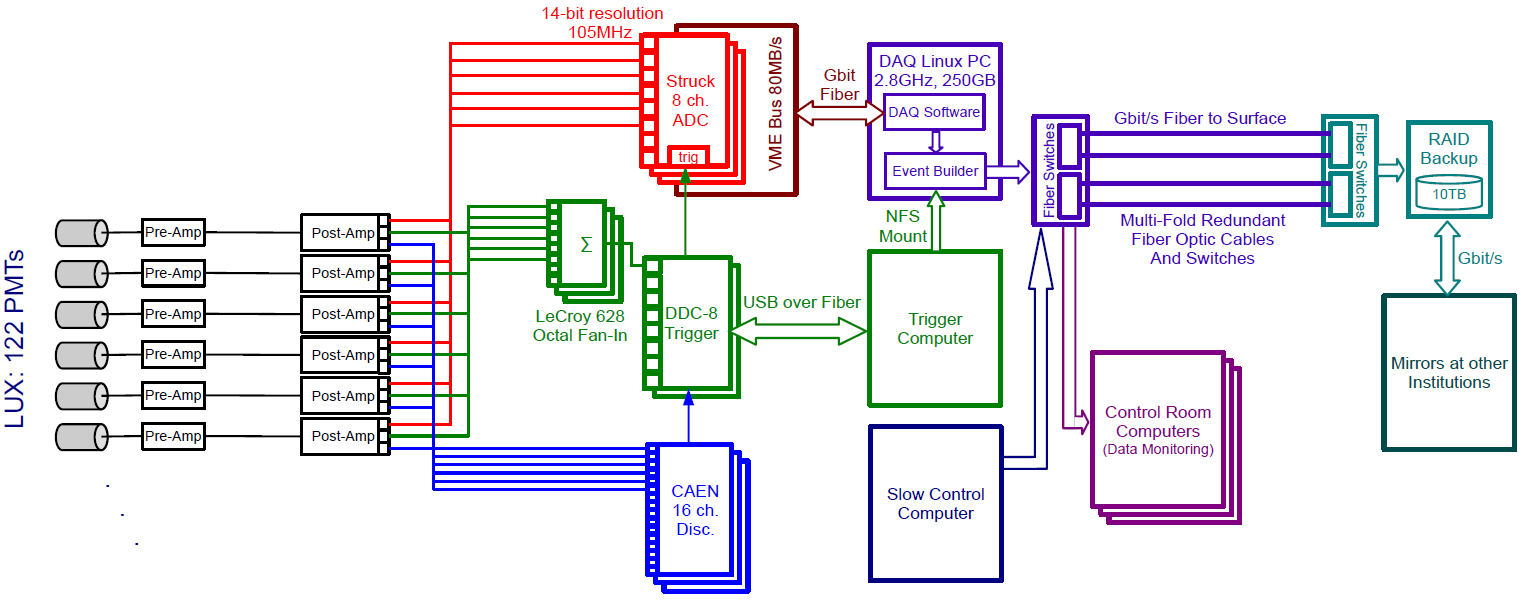 LUX: 122 PMTs
Pre-Amp
Post-Amp
Pre-Amp
Post-Amp
Pre-Amp
Post-Amp
Pre-Amp
Post-Amp
Pre-Amp
Post-Amp
Pre-Amp
Post-Amp
14-bit resolution
105MHz
Struck
8 ch.
ADC
trig
VME Bus 80MB/s
Σ
LeCroy 628
Octal Fan-In
DDC-8
Trigger
CAEN
16 ch.
Disc.
Gbit
Fiber
USB over Fiber
DAQ Linux PC
2.8GHz, 250GB
DAQ Software
Event Builder
NFS
Mount
Trigger
Computer
Slow Control
Computer
Fiber Switches
Gbit/s Fiber to Surface
Multi-Fold Redundant
Fiber Optic Cables
And Switches
Control Room
Computers
(Data Monitoring)
Fiber Switches
RAID
Backup
10TB
Gbit/s
Mirrors at other
Institutions